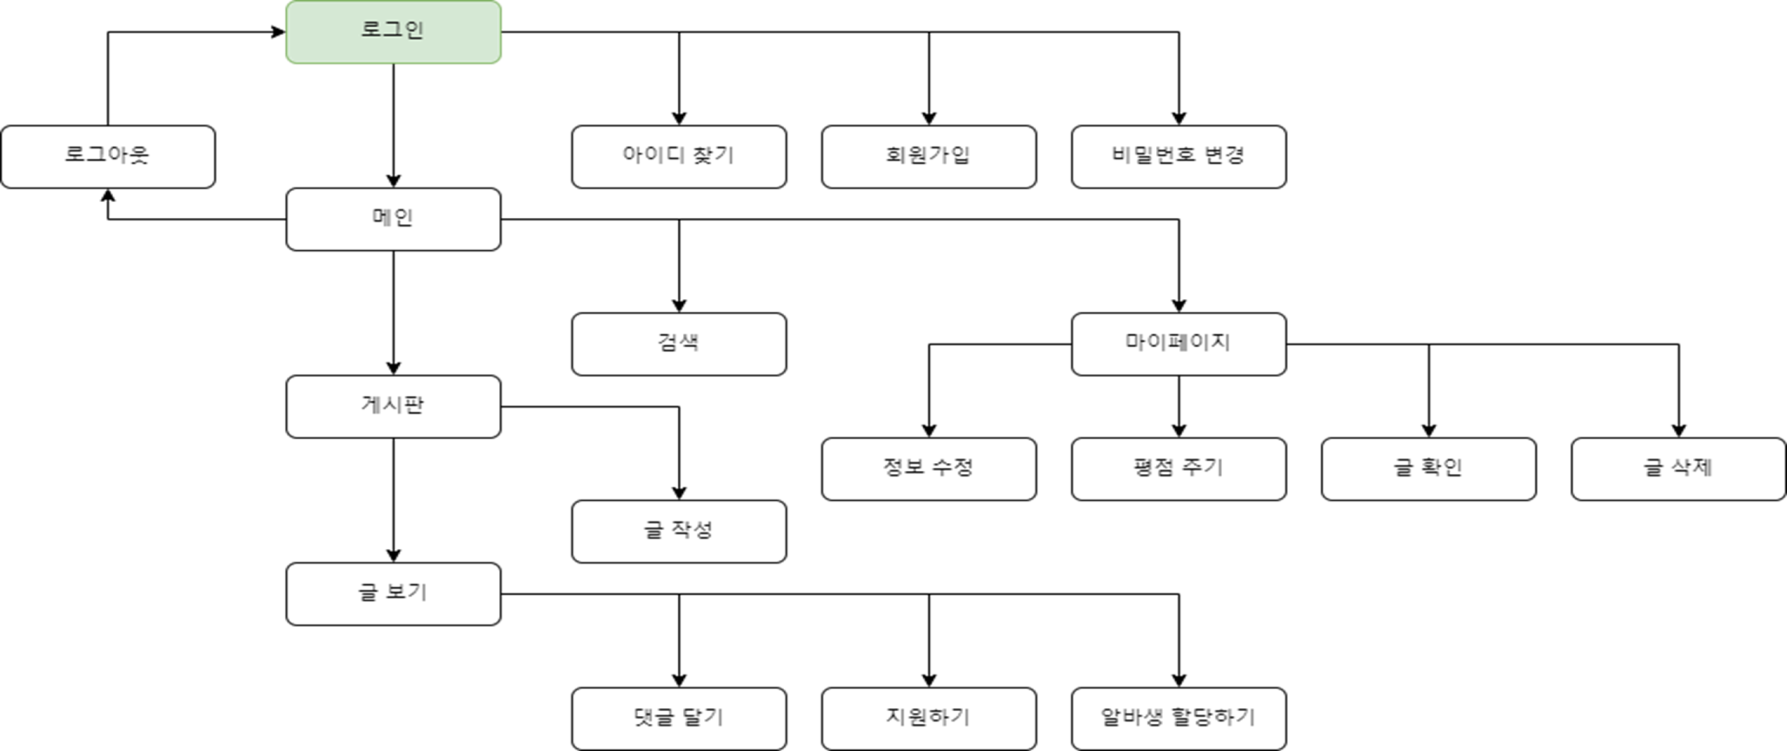 로그인
로그아웃
아이디 찾기
회원가입
비밀번호 변경
메인
검색
마이페이지
게시판
정보 수정
평점 주기
글 확인
글 삭제
글 작성
글 보기
댓글 달기
지원하기
알바생 할당하기